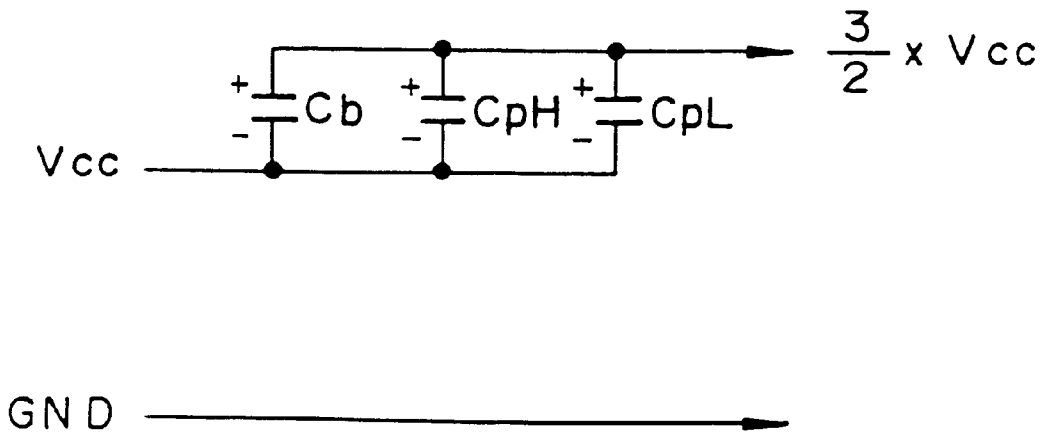 3/2 x Vcc
+ Cb
-
+ CpH
-
+ CpL
-
Vcc
GND